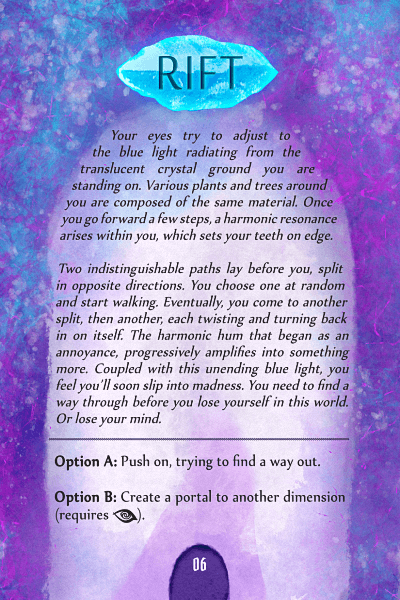 RIFT
Your eyes try to adjust to
the blue light radiating from the
translucent crystal ground you are
standing on. Various plants and trees around
you are composed of the same material. Once
you go forward a few steps, a harmonic resonance
arises within you, which sets your teeth on edge.
Two indistinguishable paths lay before you, split
in opposite directions. You choose one at random
and start walking. Eventually, you come to another
split, then another, each twisting and turning back
in on itself. The harmonic hum that began as an
annoyance, progressively amplifies into something
more. Coupled with this unending blue light, you
feel you'll soon slip into madness. You need to find a
way through before you lose yourself in this world.
Or lose your mind.
Option A: Push on, trying to find a way out.
Option B: Create a portal to another dimension
(requires ).
06